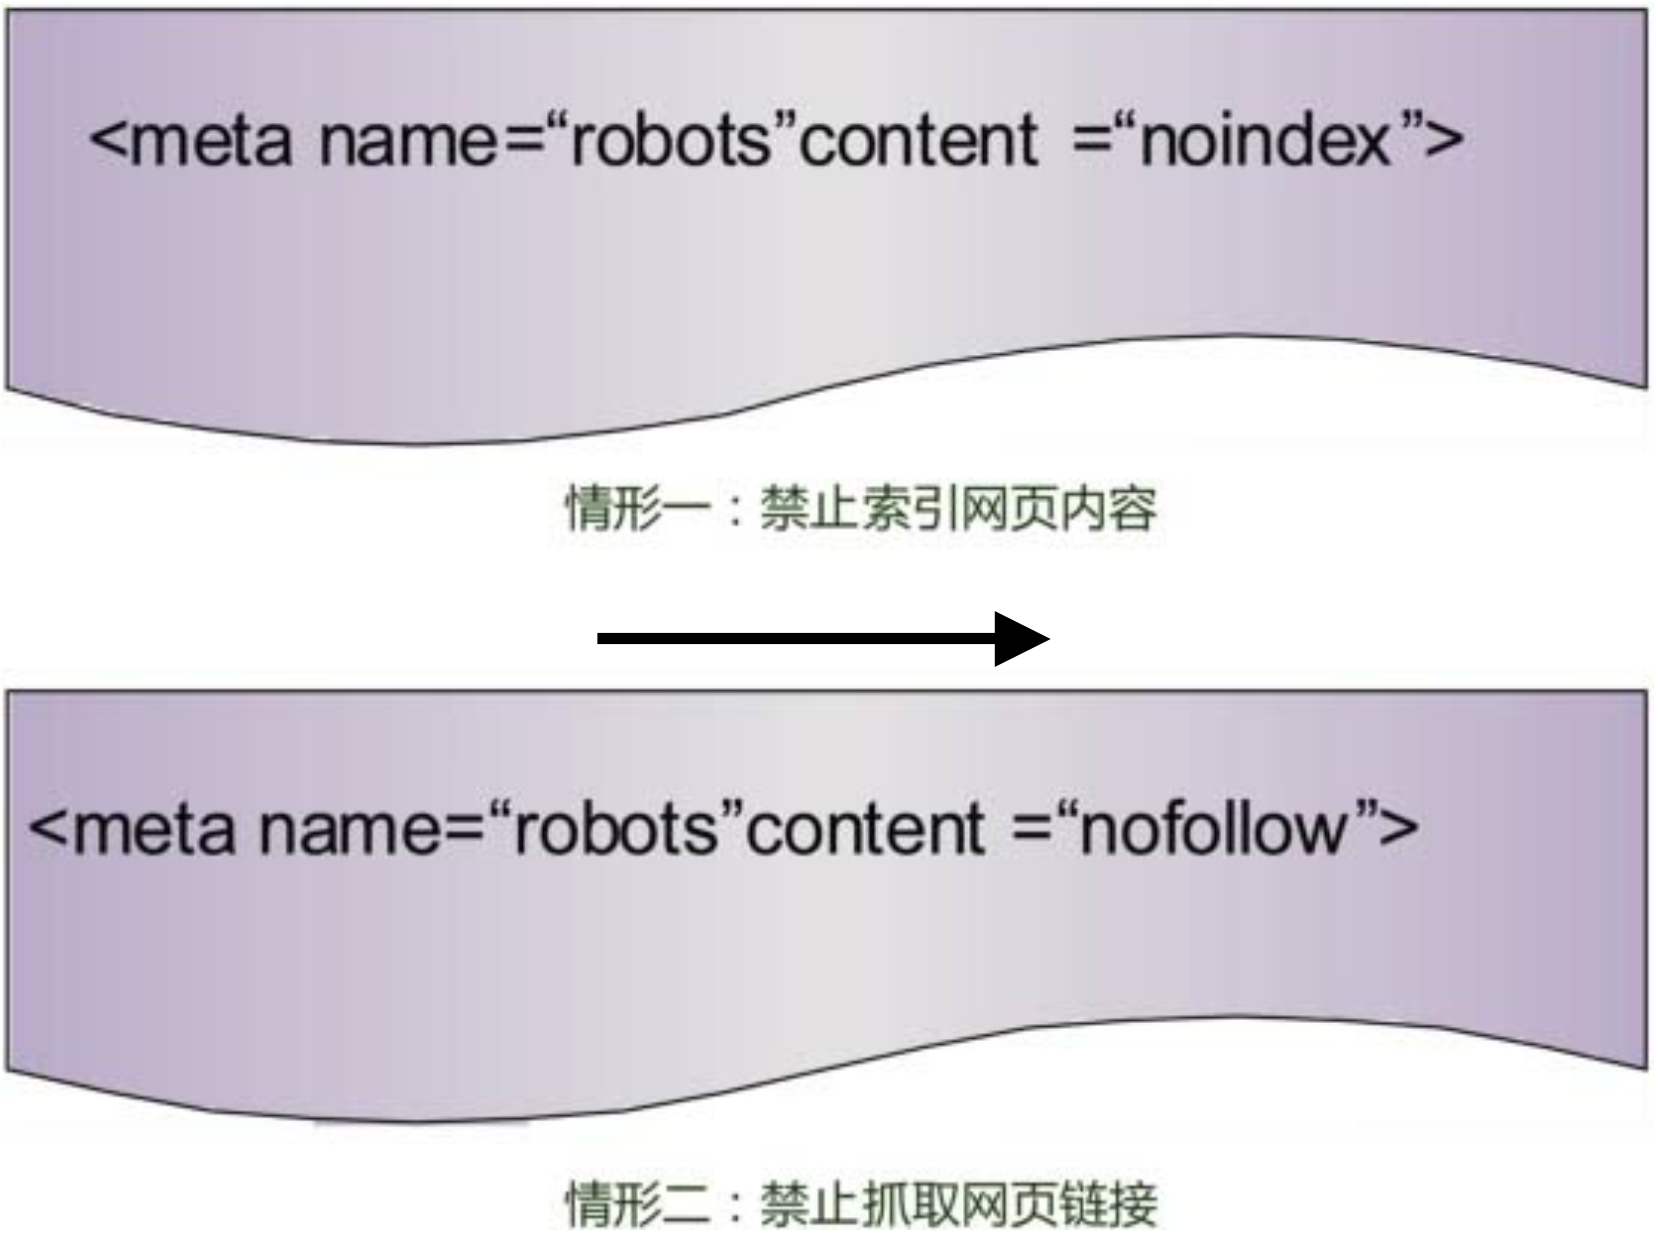 <meta name=“robots”content =“noindex”>
情形一：禁止索引网页内容
<meta name=“robots”content =“nofollow”>
情形二：禁止抓取网页链接